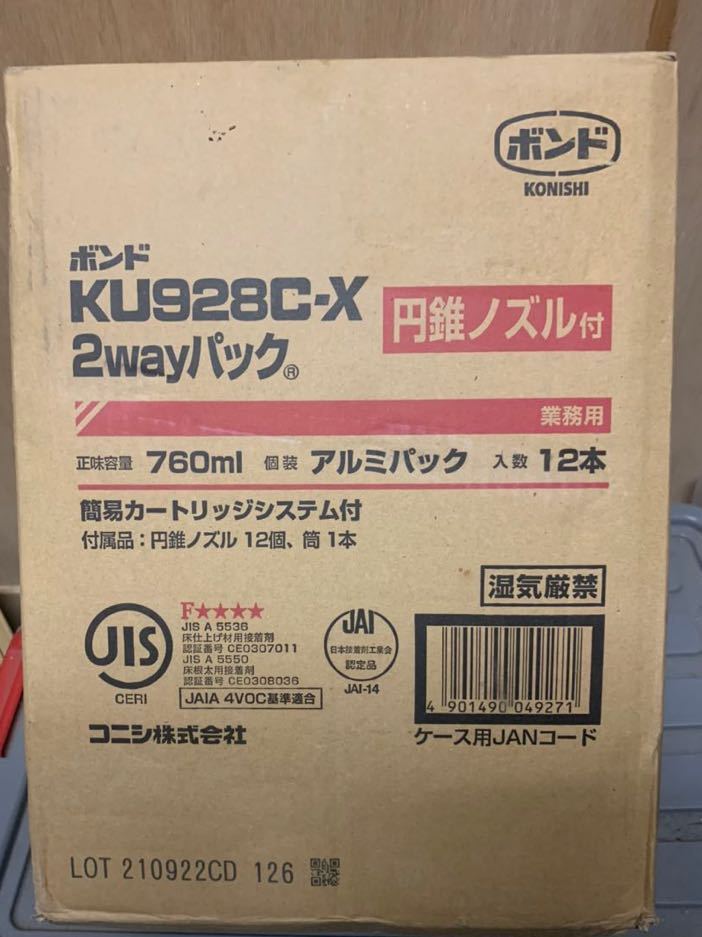 ボンド
KONISHI
ボンド
KU928C-X
2wayパック®
円錐ノズル付
業務用
正味容量 760ml 個装 アルミパック 入数 12本
簡易カートリッジシステム付
付属品：円錐ノズル 12個、筒 1本
湿気厳禁
JIS
CERI
F★★★★
JIS A 5536
床仕上げ材用接着剤
認証番号 CE0307011
JIS A 5550
床根太用接着剤
認証番号 CE0308036
JAIA 4VOC基準適合
JAI
日本接着剤工業会
認定品
JAI-14
4 901490 049271
ケース用JANコード
コニシ株式会社
LOT 210922CD 126